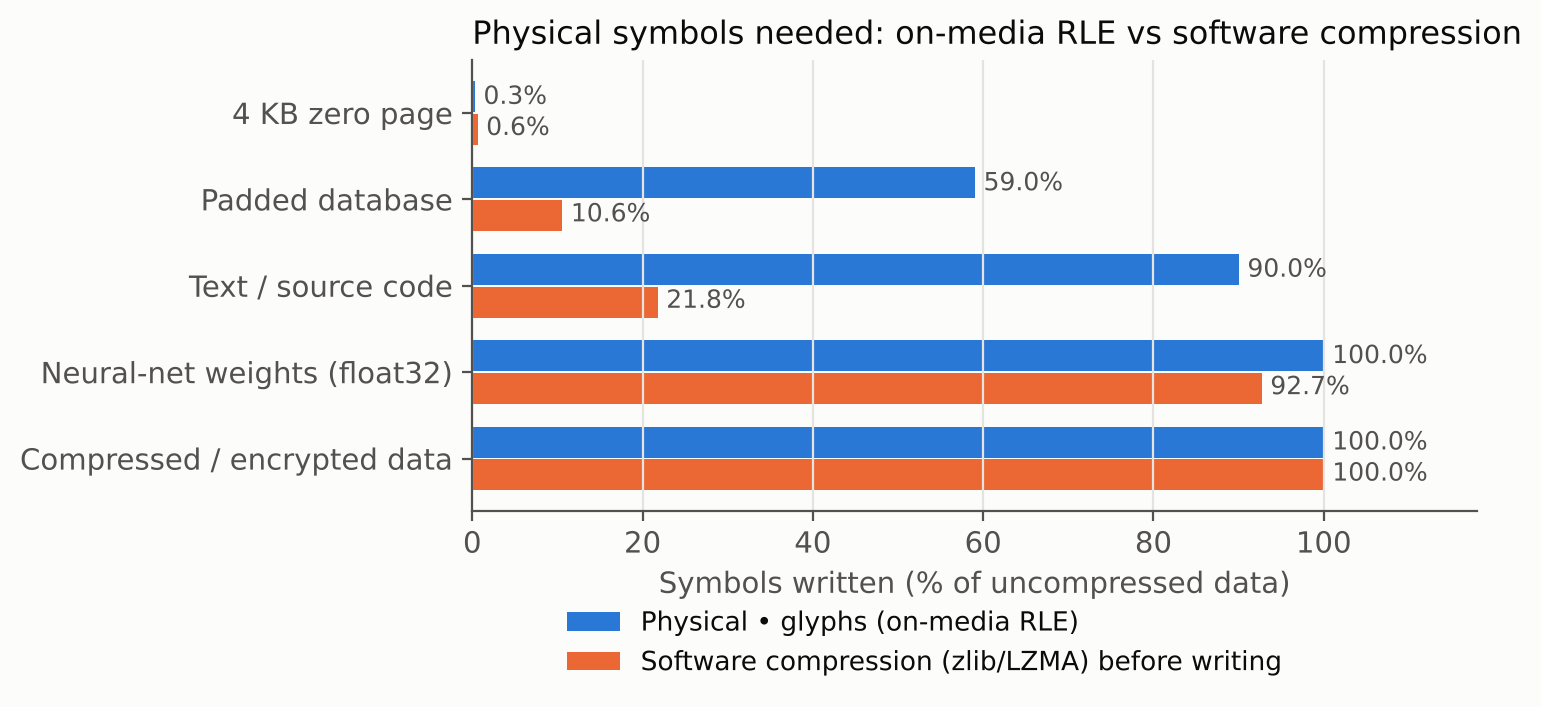 Physical symbols needed: on-media RLE vs software compression
4 KB zero page
0.3%
0.6%
Padded database
59.0%
10.6%
Text / source code
90.0%
21.8%
Neural-net weights (float32)
100.0%
92.7%
Compressed / encrypted data
100.0%
100.0%
0 20 40 60 80 100
Symbols written (% of uncompressed data)
Physical • glyphs (on-media RLE)
Software compression (zlib/LZMA) before writing